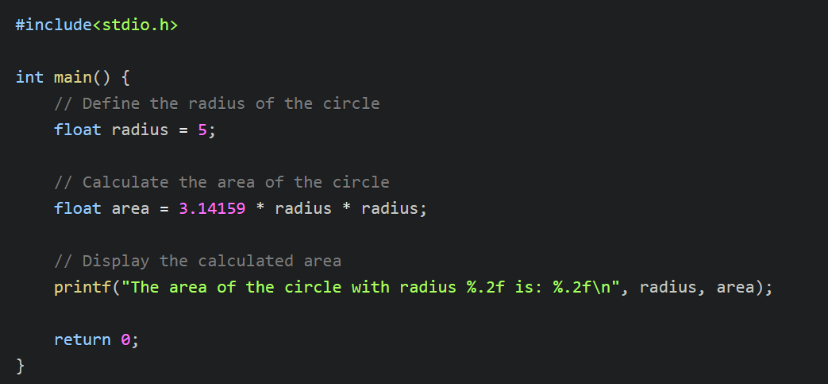 #include<stdio.h>
int main() {
    // Define the radius of the circle
    float radius = 5;
    // Calculate the area of the circle
    float area = 3.14159 * radius * radius;
    // Display the calculated area
    printf("The area of the circle with radius %.2f is: %.2f\n", radius, area);
    return 0;
}